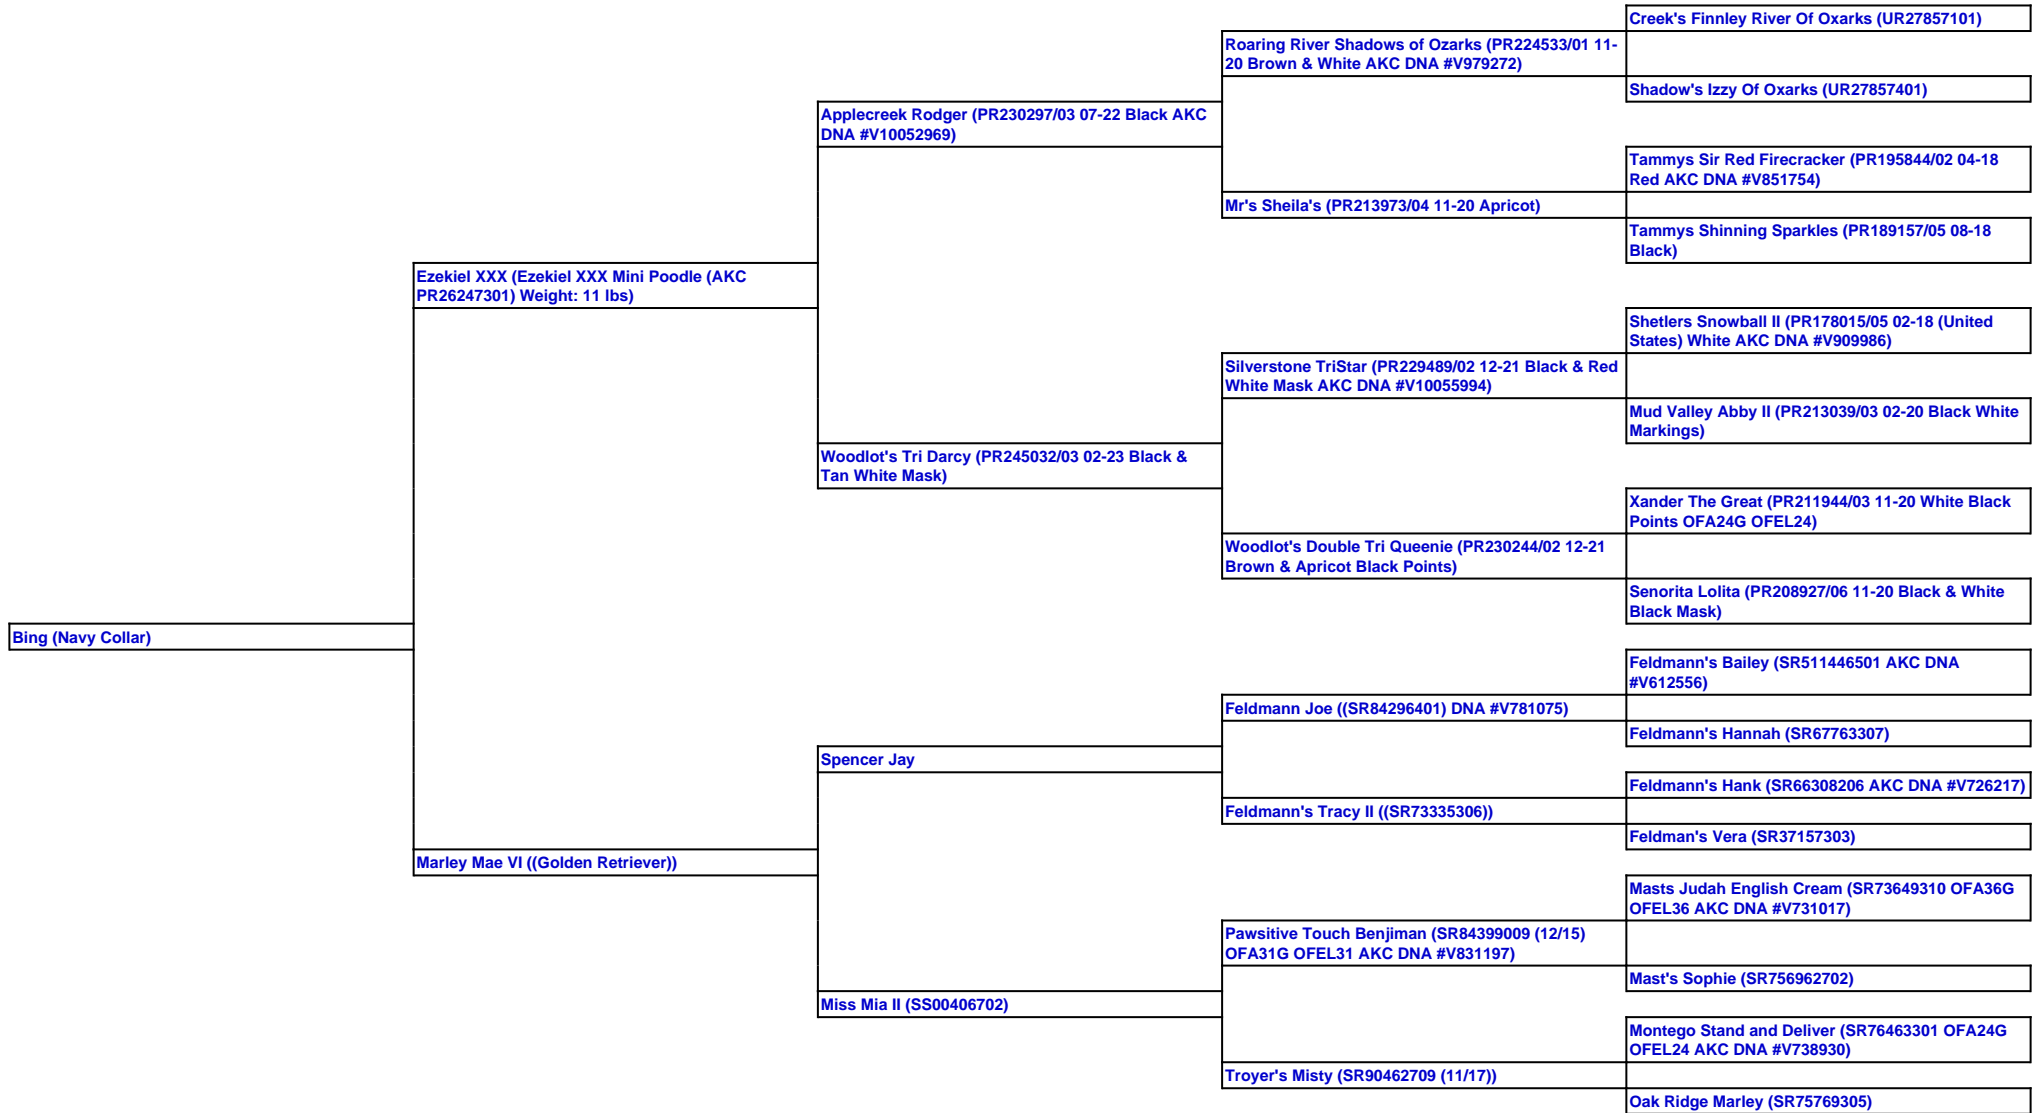 Creek's Finnley River Of Oxarks (UR27857101)
Roaring River Shadows of Ozarks (PR224533/01 11-
20 Brown & White AKC DNA #V979272)
Shadow's Izzy Of Oxarks (UR27857401)
Applecreek Rodger (PR230297/03 07-22 Black AKC
DNA #V10052969)
Tammys Sir Red Firecracker (PR195844/02 04-18
Red AKC DNA #V851754)
Mr's Sheila's (PR213973/04 11-20 Apricot)
Tammys Shinning Sparkles (PR189157/05 08-18
Black)
Ezekiel XXX (Ezekiel XXX Mini Poodle (AKC
PR26247301) Weight: 11 lbs)
Shetlers Snowball II (PR178015/05 02-18 (United
States) White AKC DNA #V909986)
Silverstone TriStar (PR229489/02 12-21 Black & Red
White Mask AKC DNA #V10055994)
Mud Valley Abby II (PR213039/03 02-20 Black White
Markings)
Woodlot's Tri Darcy (PR245032/03 02-23 Black &
Tan White Mask)
Xander The Great (PR211944/03 11-20 White Black
Points OFA24G OFEL24)
Woodlot's Double Tri Queenie (PR230244/02 12-21
Brown & Apricot Black Points)
Senorita Lolita (PR208927/06 11-20 Black & White
Black Mask)
Bing (Navy Collar)
Feldmann's Bailey (SR511446501 AKC DNA
#V612556)
Feldmann Joe ((SR84296401) DNA #V781075)
Feldmann's Hannah (SR67763307)
Spencer Jay
Feldmann's Hank (SR66308206 AKC DNA #V726217)
Feldmann's Tracy II ((SR73335306))
Feldman's Vera (SR37157303)
Marley Mae VI ((Golden Retriever))
Masts Judah English Cream (SR73649310 OFA36G
OFEL36 AKC DNA #V731017)
Pawsitive Touch Benjiman (SR84399009 (12/15)
OFA31G OFEL31 AKC DNA #V831197)
Mast's Sophie (SR756962702)
Miss Mia II (SS00406702)
Montego Stand and Deliver (SR76463301 OFA24G
OFEL24 AKC DNA #V738930)
Troyer's Misty (SR90462709 (11/17))
Oak Ridge Marley (SR75769305)